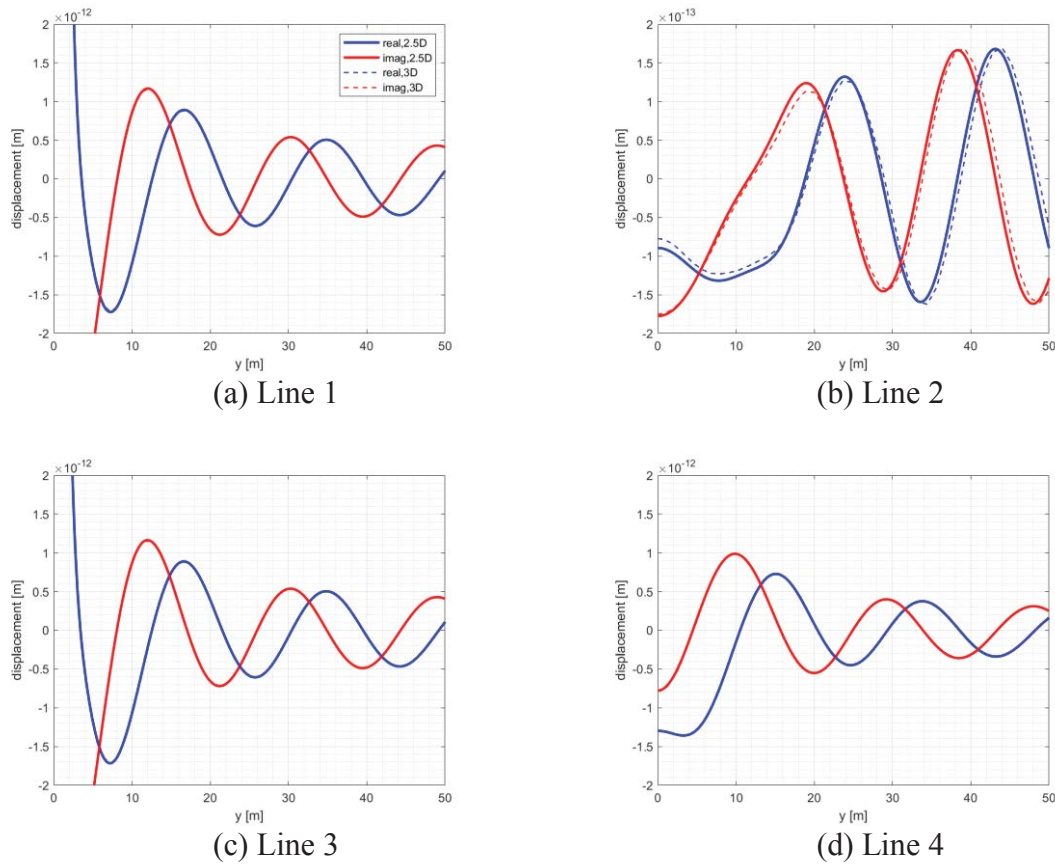 ×10⁻¹²
2
1.5
1
0.5
0
-0.5
-1
-1.5
-2
displacement [m]
0 10 20 30 40 50
y [m]
real,2.5D
imag,2.5D
real,3D
imag,3D
(a) Line 1
×10⁻¹³
2
1.5
1
0.5
0
-0.5
-1
-1.5
-2
displacement [m]
0 10 20 30 40 50
y [m]
(b) Line 2
×10⁻¹²
2
1.5
1
0.5
0
-0.5
-1
-1.5
-2
displacement [m]
0 10 20 30 40 50
y [m]
(c) Line 3
×10⁻¹²
2
1.5
1
0.5
0
-0.5
-1
-1.5
-2
displacement [m]
0 10 20 30 40 50
y [m]
(d) Line 4